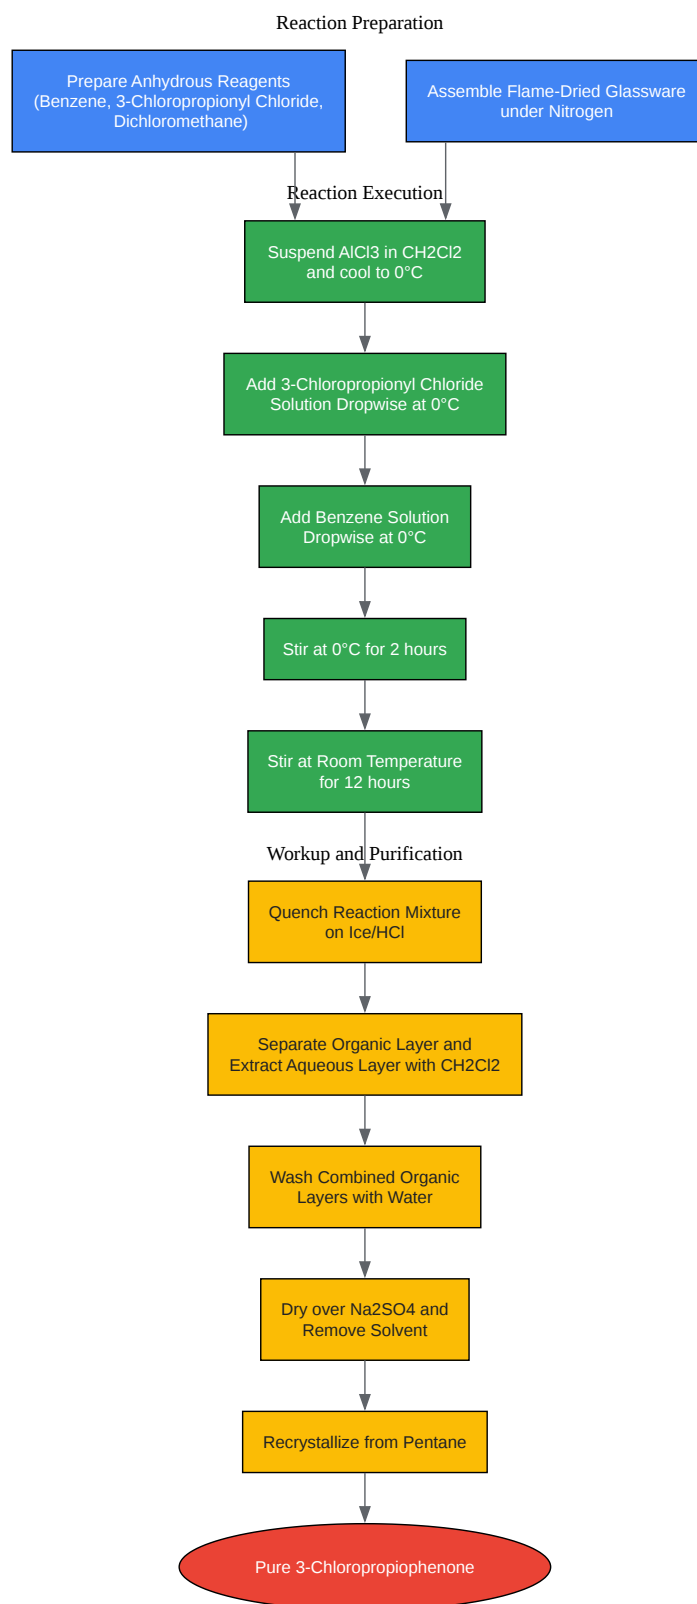 Reaction Preparation
Prepare Anhydrous Reagents
(Benzene, 3-Chloropropionyl Chloride,
Dichloromethane)
Assemble Flame-Dried Glassware
under Nitrogen
Reaction Execution
Suspend AlCl3 in CH2Cl2
and cool to 0°C
Add 3-Chloropropionyl Chloride
Solution Dropwise at 0°C
Add Benzene Solution
Dropwise at 0°C
Stir at 0°C for 2 hours
Stir at Room Temperature
for 12 hours
Workup and Purification
Quench Reaction Mixture
on Ice/HCl
Separate Organic Layer and
Extract Aqueous Layer with CH2Cl2
Wash Combined Organic
Layers with Water
Dry over Na2SO4 and
Remove Solvent
Recrystallize from Pentane
Pure 3-Chloropropiophenone